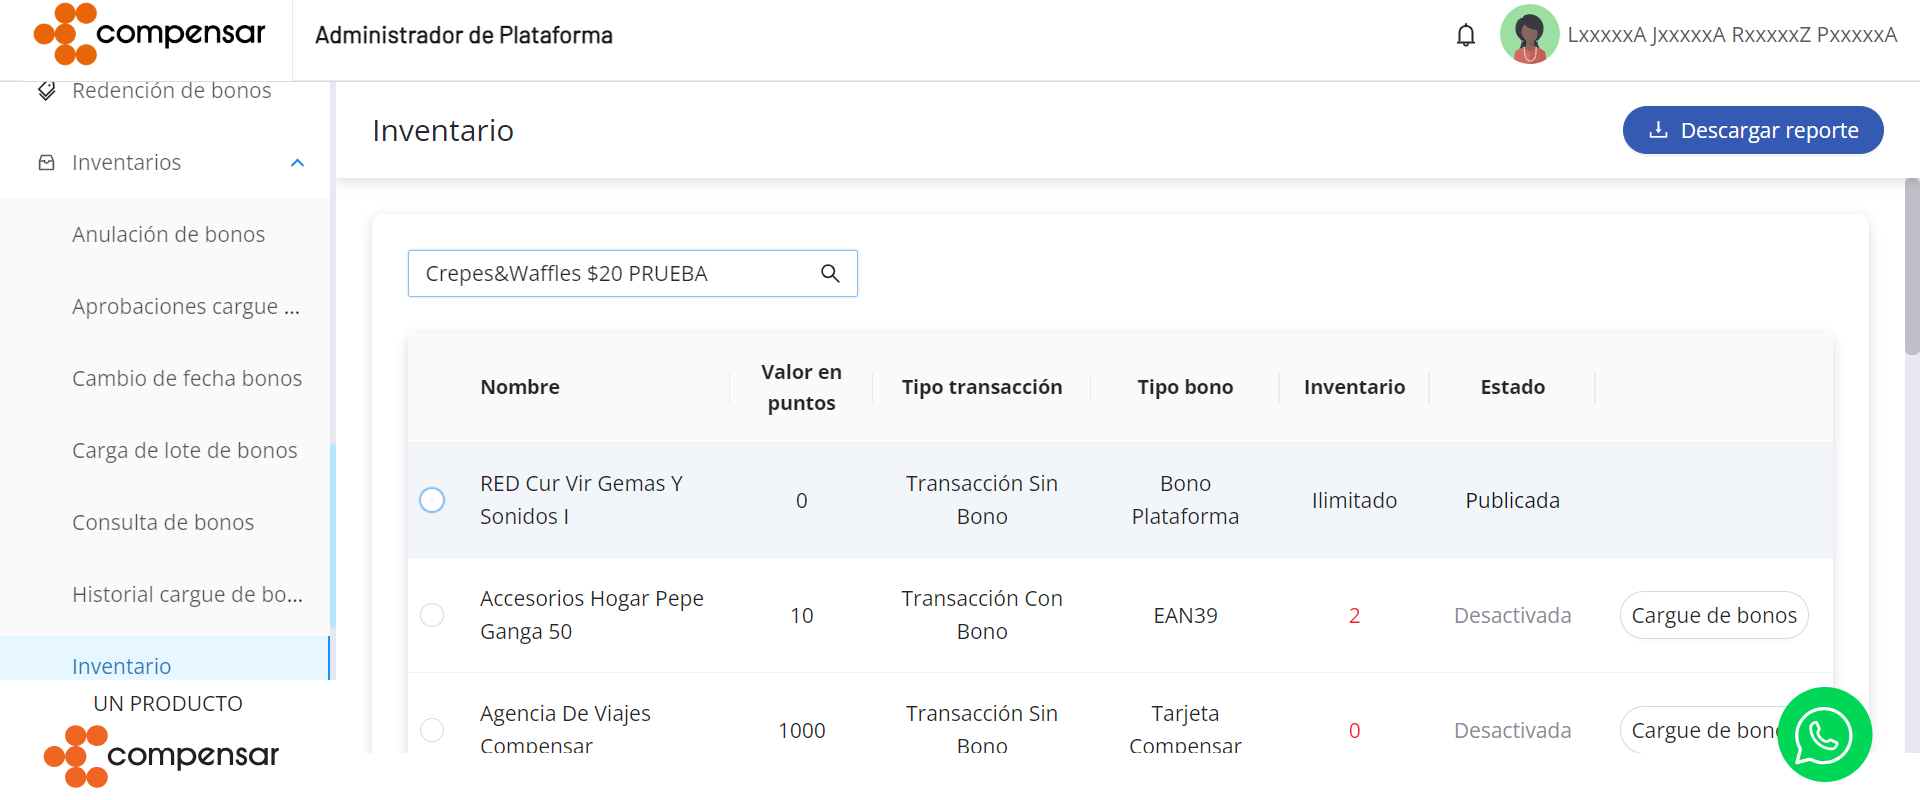 compensar
Administrador de Plataforma
LxxxxxA JxxxxxA RxxxxxZ PxxxxxA
Redención de bonos
Inventarios
Anulación de bonos
Aprobaciones cargue ...
Cambio de fecha bonos
Carga de lote de bonos
Consulta de bonos
Historial cargue de bo...
Inventario
UN PRODUCTO
compensar
Inventario
Descargar reporte
Crepes&Waffles $20 PRUEBA
Nombre
Valor en
puntos
Tipo transacción
Tipo bono
Inventario
Estado
RED Cur Vir Gemas Y
Sonidos I
0
Transacción Sin
Bono
Bono
Plataforma
Ilimitado
Publicada
Accesorios Hogar Pepe
Ganga 50
10
Transacción Con
Bono
EAN39
2
Desactivada
Cargue de bonos
Agencia De Viajes
Compensar
1000
Transacción Sin
Bono
Tarjeta
Compensar
0
Desactivada
Cargue de bon